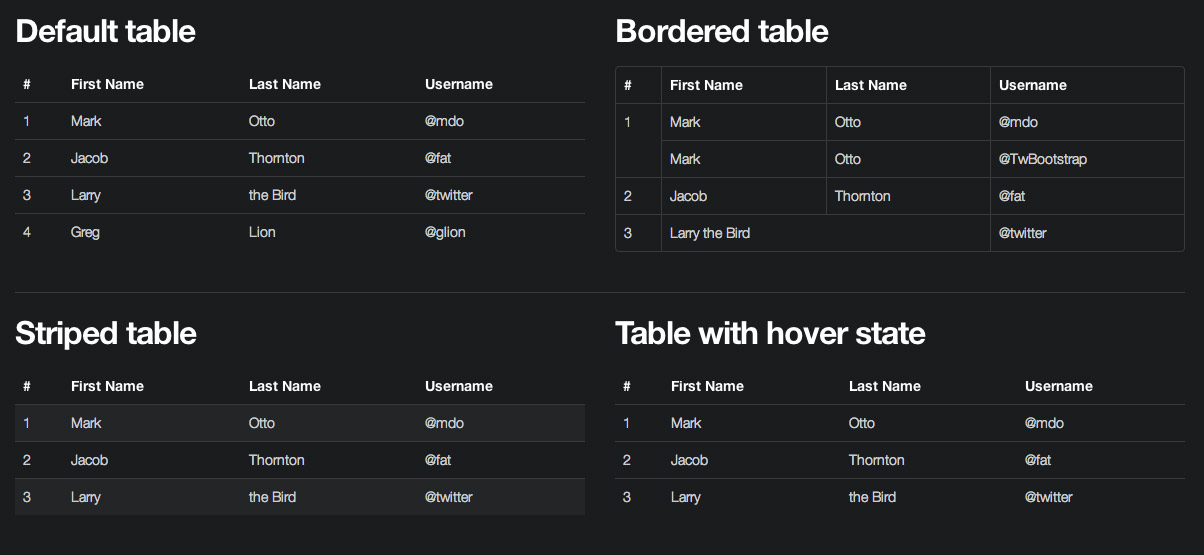 Default table
# First Name Last Name Username
1 Mark Otto @mdo
2 Jacob Thornton @fat
3 Larry the Bird @twitter
4 Greg Lion @glion
Bordered table
# First Name Last Name Username
1 Mark Otto @mdo
Mark Otto @TwBootstrap
2 Jacob Thornton @fat
3 Larry the Bird @twitter
Striped table
# First Name Last Name Username
1 Mark Otto @mdo
2 Jacob Thornton @fat
3 Larry the Bird @twitter
Table with hover state
# First Name Last Name Username
1 Mark Otto @mdo
2 Jacob Thornton @fat
3 Larry the Bird @twitter